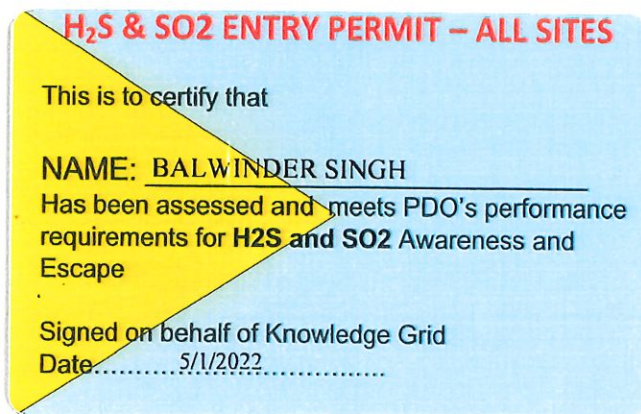 H₂S & SO2 ENTRY PERMIT – ALL SITES
This is to certify that
NAME: BALWINDER SINGH
Has been assessed and meets PDO's performance
requirements for H2S and SO2 Awareness and
Escape
Signed on behalf of Knowledge Grid
Date.......5/1/2022.......